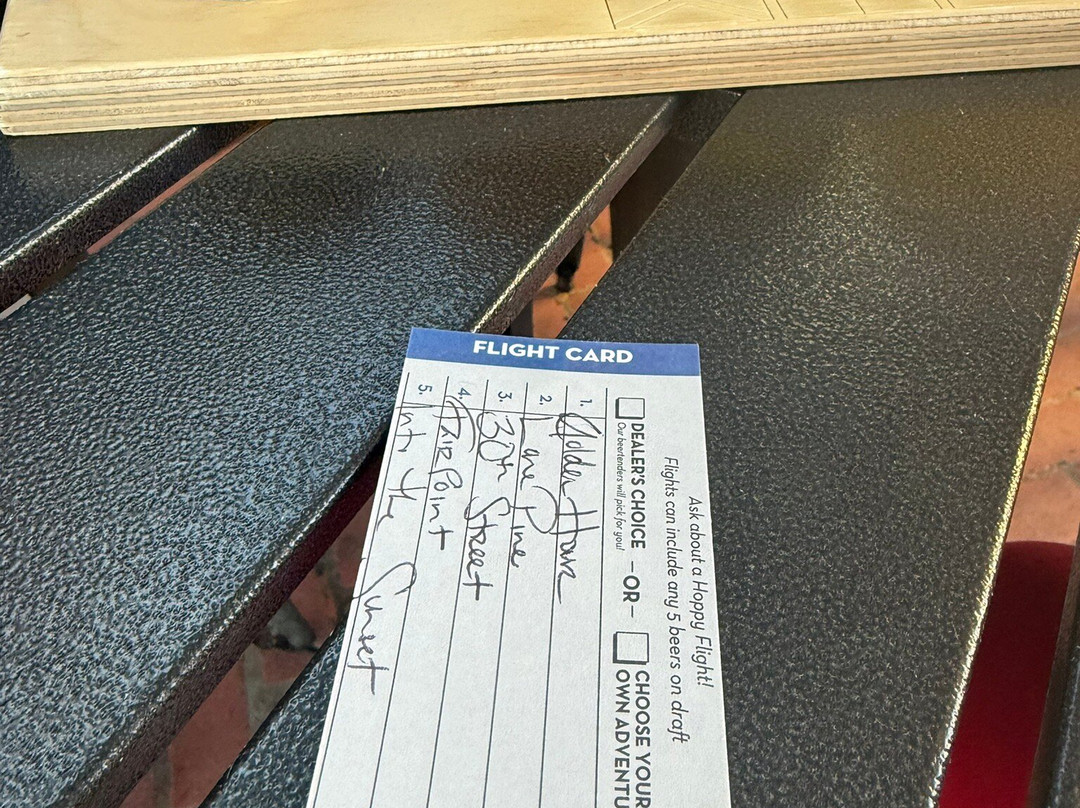 FLIGHT CARD
Ask about a Hoppy Flight!
Flights can include any 5 beers on draft
DEALER'S CHOICE
Our beertenders will pick for you!
- OR -
CHOOSE YOUR
OWN ADVENTU
1. Golden Hour
2. Lone Pine
3. 30th Street
4. FAIR POINT
5. Into the Sunset